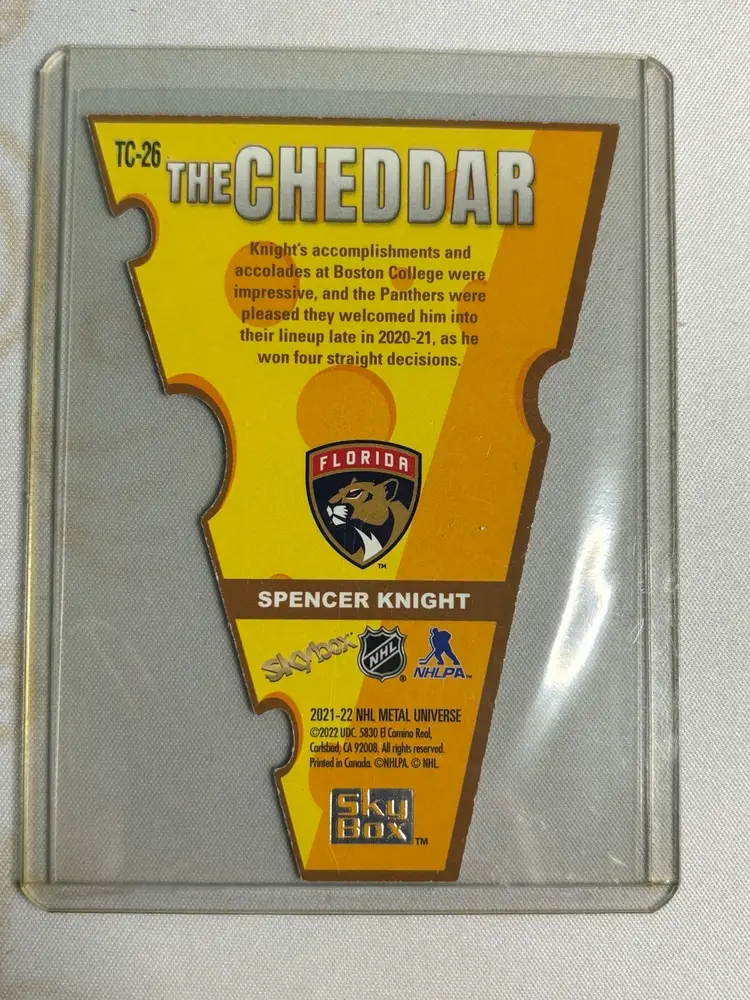 TC-26
THE CHEDDAR
Knight's accomplishments and
accolades at Boston College were
impressive, and the Panthers were
pleased they welcomed him into
their lineup late in 2020-21, as he
won four straight decisions.
FLORIDA
TM
SPENCER KNIGHT
Skybox NHL ® NHLPA TM
2021-22 NHL METAL UNIVERSE
©2022 UDC. 5830 El Camino Real,
Carlsbad, CA 92008. All rights reserved.
Printed in Canada. ©NHLPA. © NHL.
Sky
Box TM